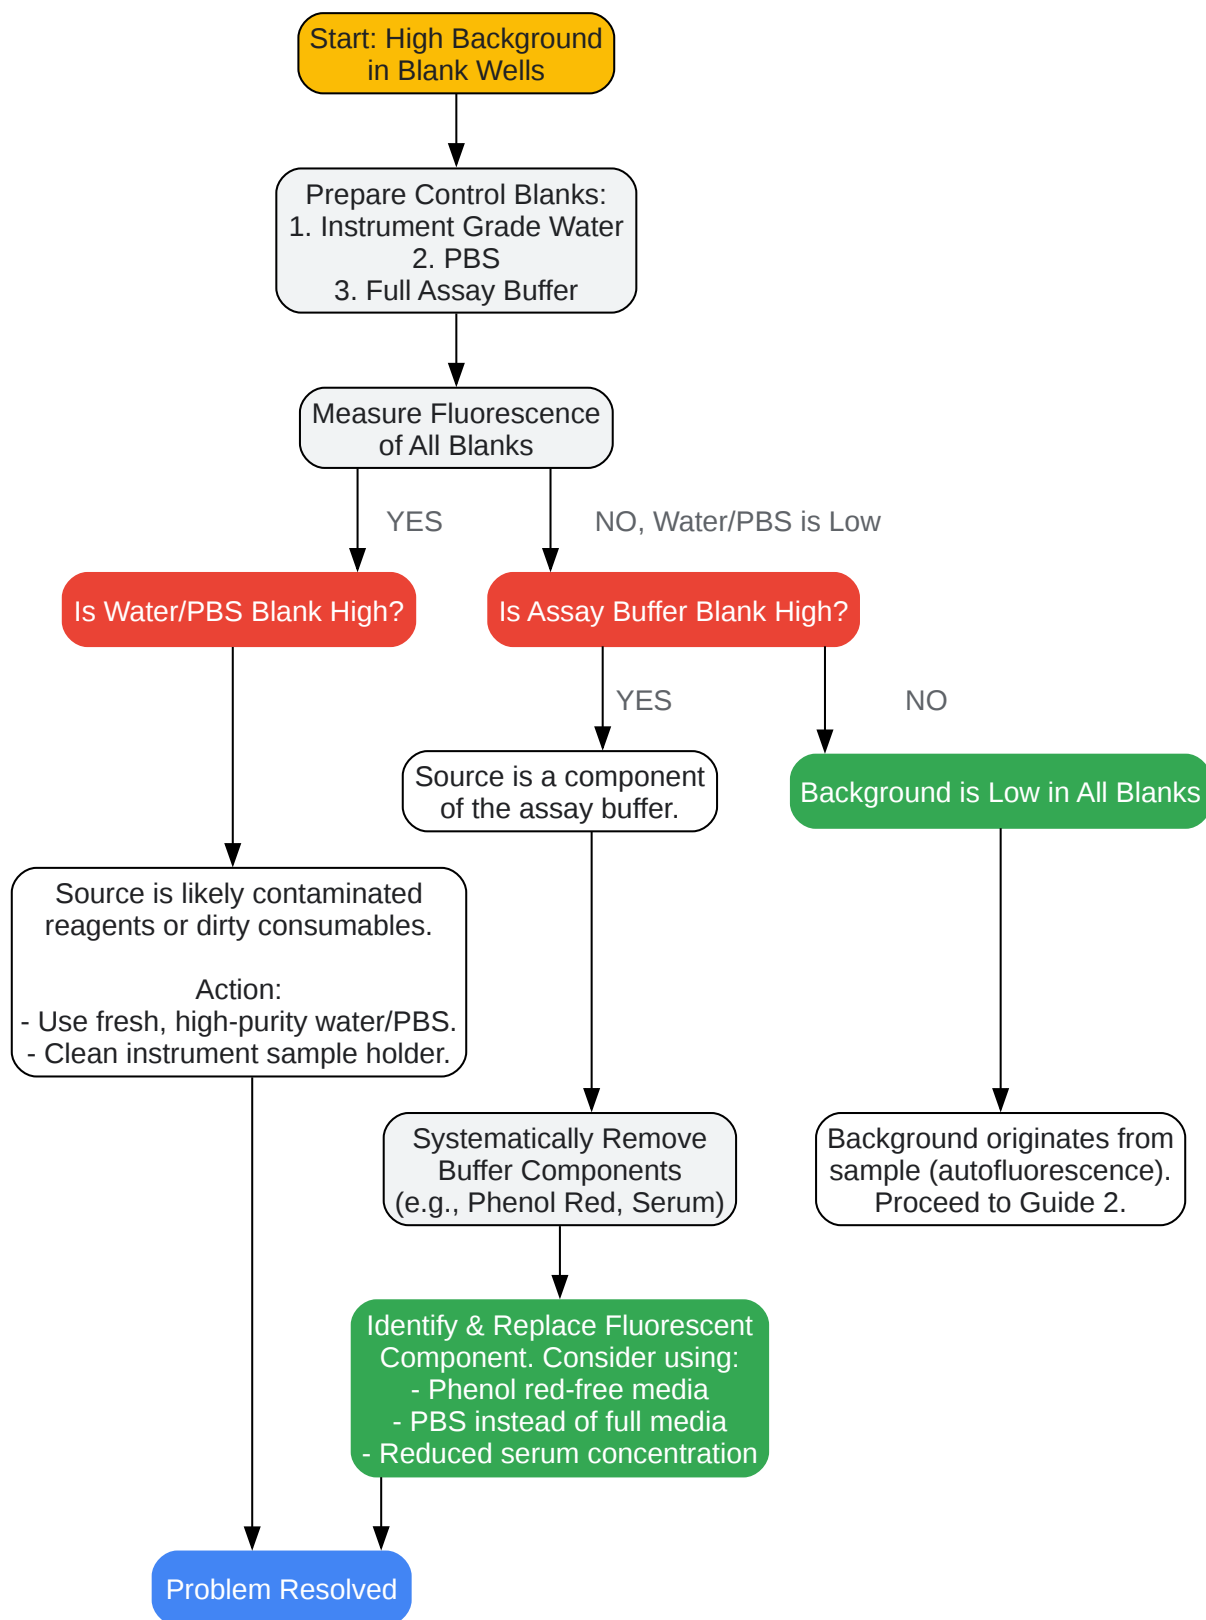 Start: High Background
in Blank Wells
Prepare Control Blanks:
1. Instrument Grade Water
2. PBS
3. Full Assay Buffer
Measure Fluorescence
of All Blanks
YES
NO, Water/PBS is Low
Is Water/PBS Blank High?
Is Assay Buffer Blank High?
YES
NO
Source is a component
of the assay buffer.
Background is Low in All Blanks
Source is likely contaminated
reagents or dirty consumables.
Action:
- Use fresh, high-purity water/PBS.
- Clean instrument sample holder.
Systematically Remove
Buffer Components
(e.g., Phenol Red, Serum)
Background originates from
sample (autofluorescence).
Proceed to Guide 2.
Identify & Replace Fluorescent
Component. Consider using:
- Phenol red-free media
- PBS instead of full media
- Reduced serum concentration
Problem Resolved